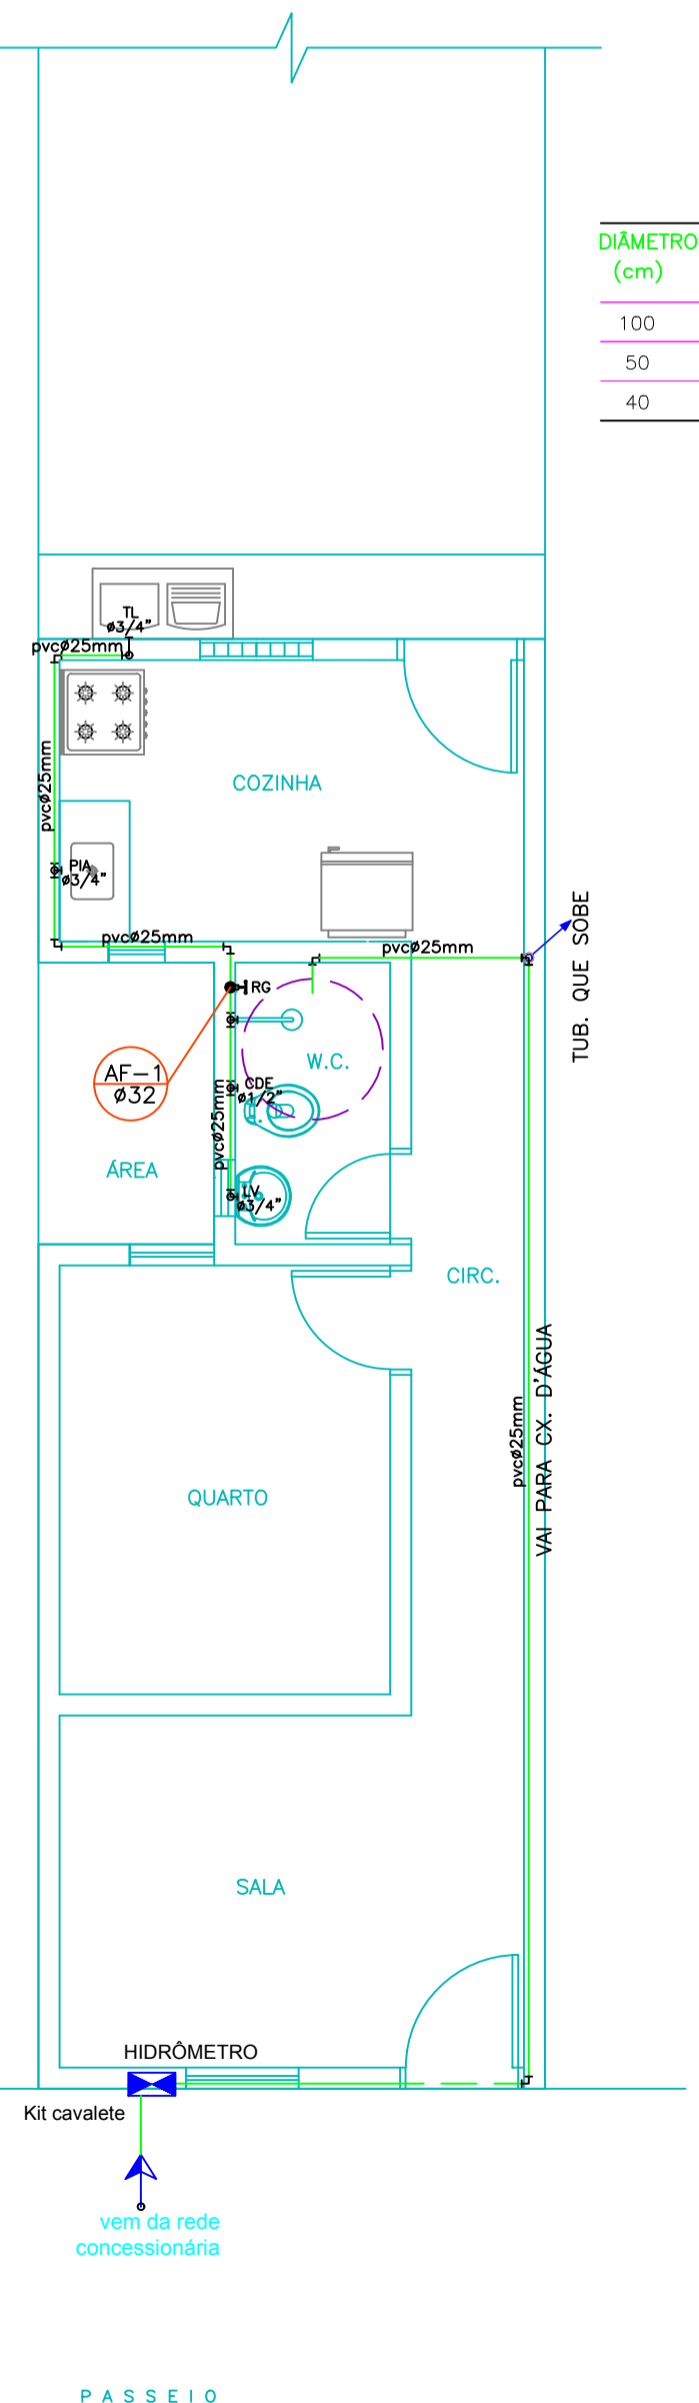 DIÂMETRO
(cm)
100
50
40
TL
ø3/4"
pvcø25mm
COZINHA
pvcø25mm
PIA
ø3/4"
pvcø25mm
pvcø25mm
TUB. QUE SOBE
RG
W.C.
AF-1
ø32
CDE
ø1/2"
pvcø25mm
ÁREA
LV
ø3/4"
CIRC.
VAI PARA CX. D'ÁGUA
pvcø25mm
QUARTO
SALA
HIDRÔMETRO
Kit cavalete
vem da rede
concessionária
PASSEIO